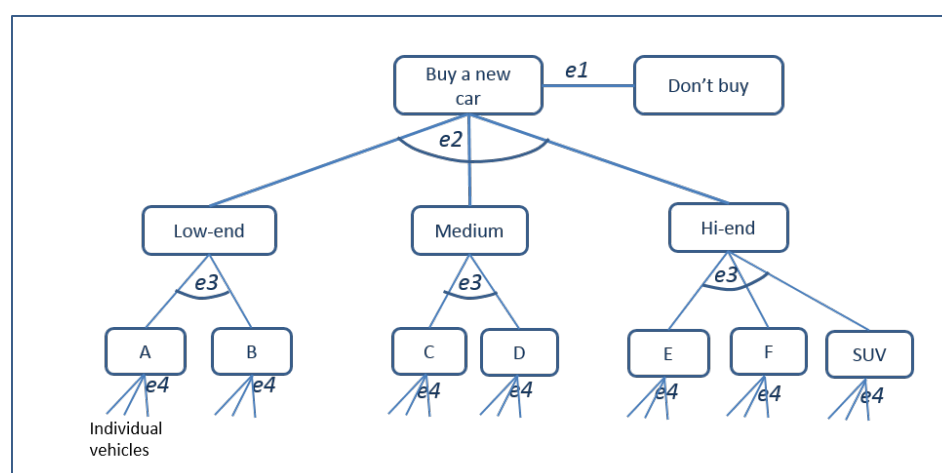 Buy a new
car
e1
Don't buy
e2
Low-end
Medium
Hi-end
e3
e3
e3
A
B
C
D
E
F
SUV
e4
e4
e4
e4
e4
e4
e4
Individual
vehicles